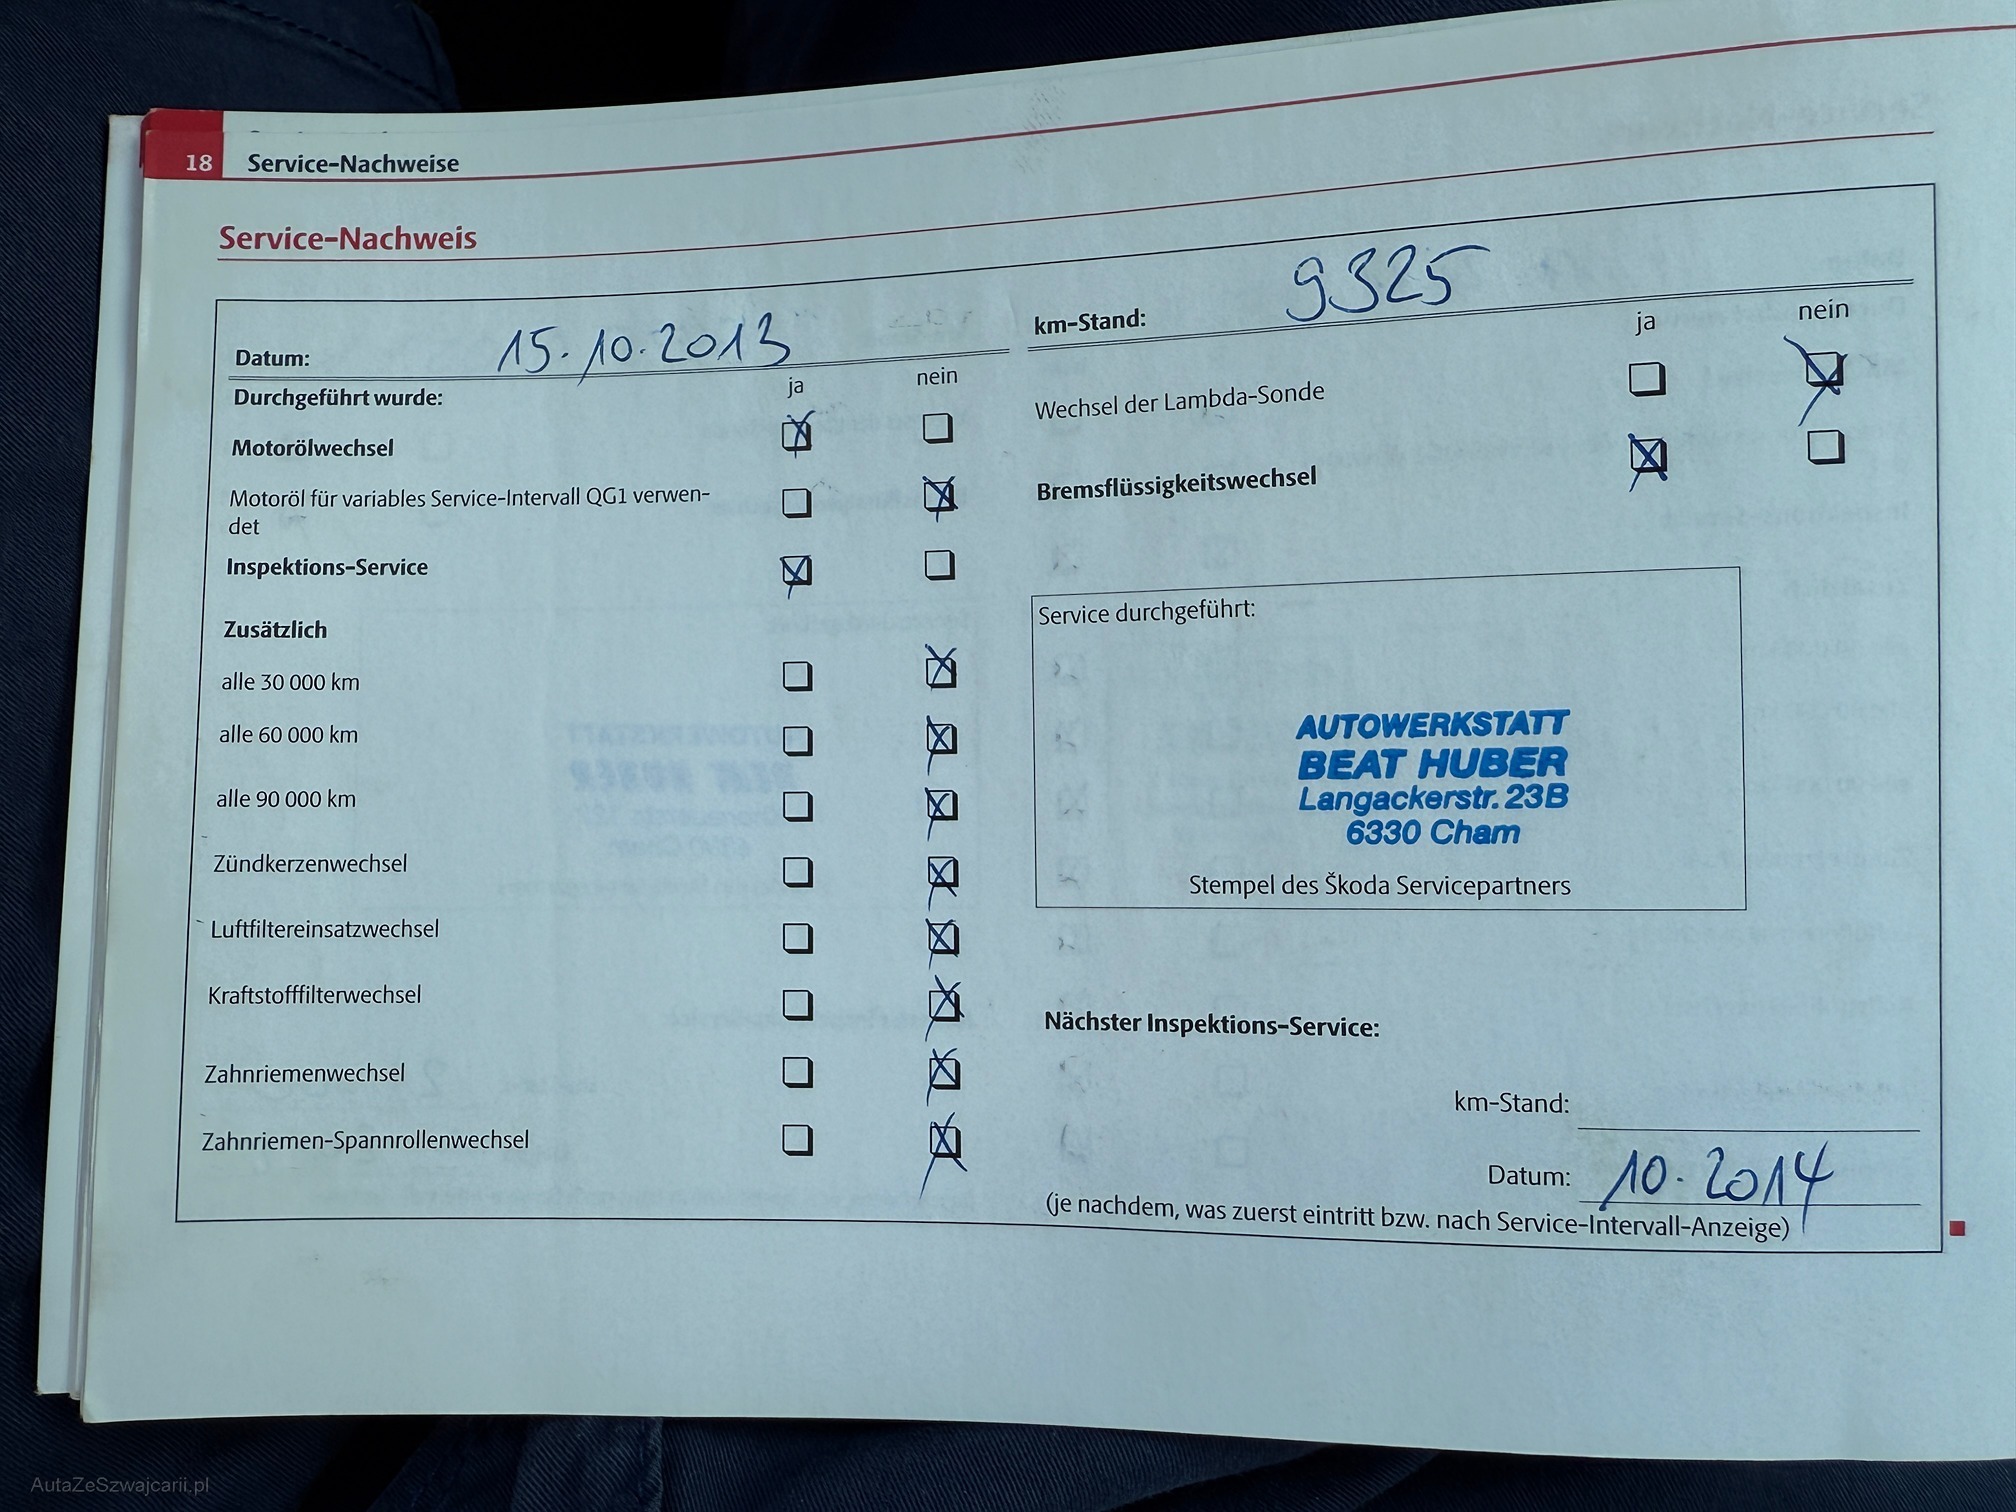 18 Service-Nachweise
Service-Nachweis
Datum: 15.10.2013
Durchgeführt wurde: ja nein
Motorölwechsel
Motoröl für variables Service-Intervall QG1 verwen-
det
Inspektions-Service
Zusätzlich
alle 30 000 km
alle 60 000 km
alle 90 000 km
Zündkerzenwechsel
Luftfiltereinsatzwechsel
Kraftstofffilterwechsel
Zahnriemenwechsel
Zahnriemen-Spannrollenwechsel
km-Stand: 9325
ja nein
Wechsel der Lambda-Sonde
Bremsflüssigkeitswechsel
Service durchgeführt:
AUTOWERKSTATT
BEAT HUBER
Langackerstr. 23B
6330 Cham
Stempel des Škoda Servicepartners
Nächster Inspektions-Service:
km-Stand:
Datum: 10.2014
(je nachdem, was zuerst eintritt bzw. nach Service-Intervall-Anzeige)
AutaZeSzwajcarii.pl